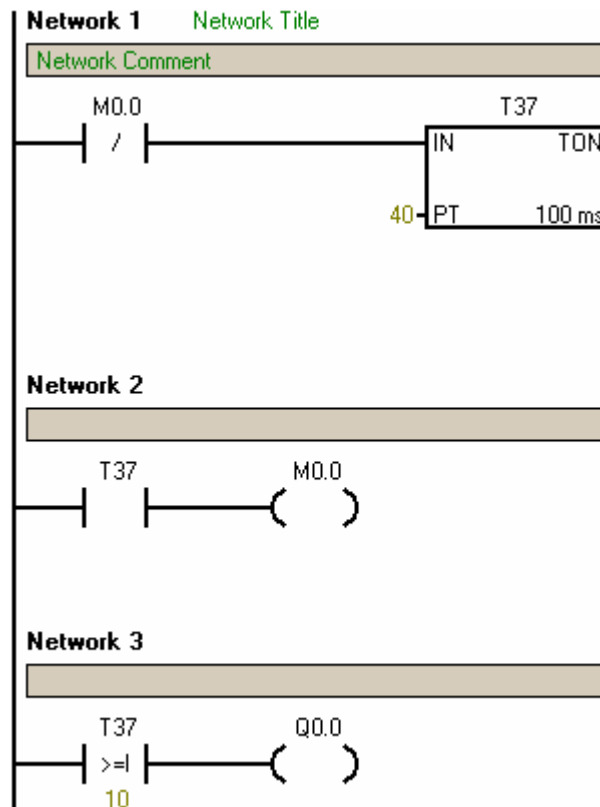 Network 1 Network Title
Network Comment
M0.0 T37
/ IN TON
40 PT 100 ms
Network 2
T37 M0.0
Network 3
T37 Q0.0
>=I
10